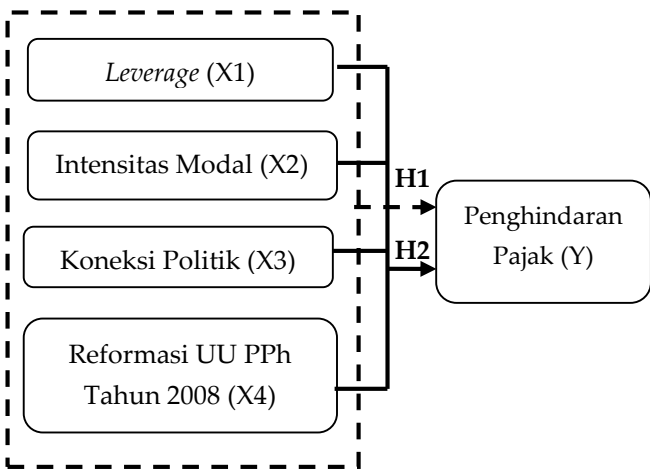 Leverage (X1)
Intensitas Modal (X2)
H1
Penghindaran
Pajak (Y)
Koneksi Politik (X3)
H2
Reformasi UU PPh
Tahun 2008 (X4)